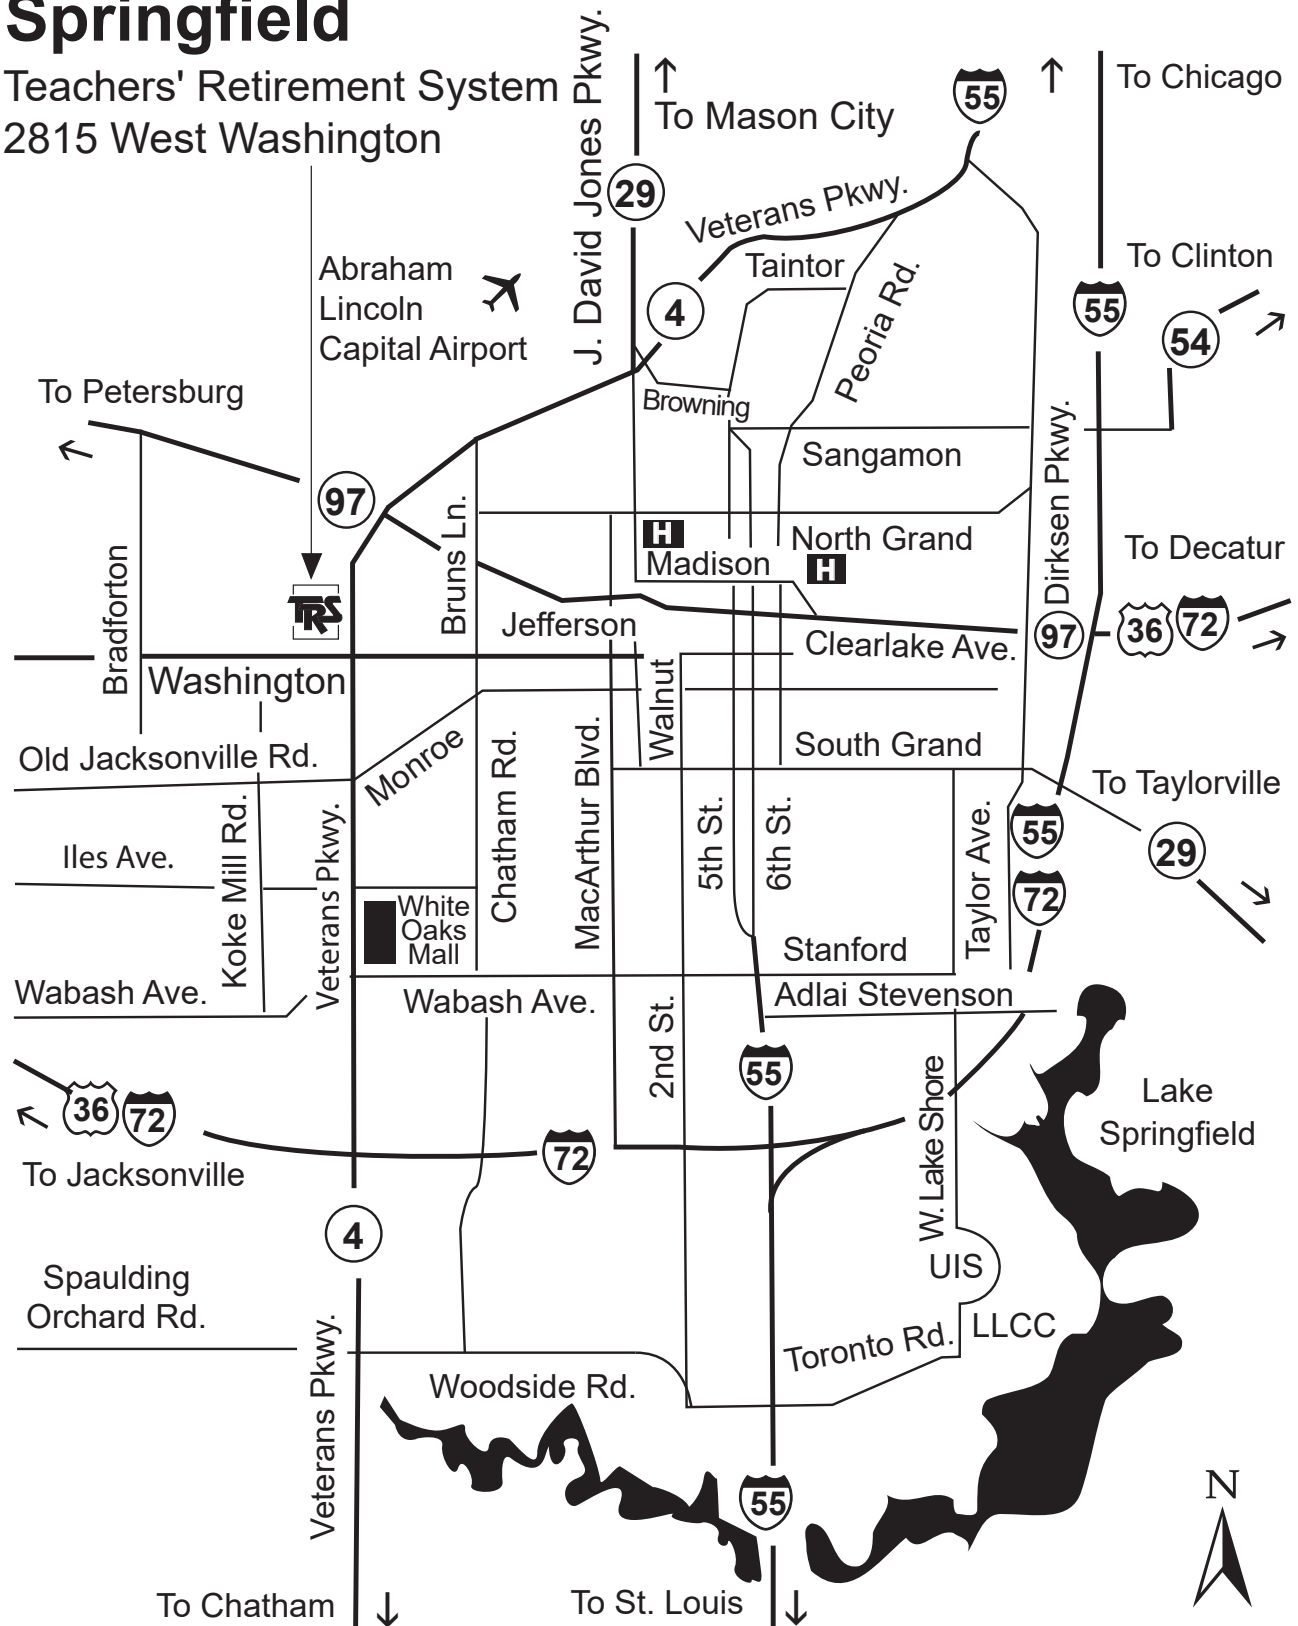 Springfield
Teachers' Retirement System
2815 West Washington
J. David Jones Pkwy.
To Mason City
55
To Chicago
29
Veterans Pkwy.
Taintor
Peoria Rd.
To Clinton
55
54
4
Abraham
Lincoln
Capital Airport
To Petersburg
Browning
Sangamon
Dirksen Pkwy.
97
Bruns Ln.
H
Madison
North Grand
H
To Decatur
Bradforton
TRS
Jefferson
Clearlake Ave.
97
36
72
Washington
Walnut
Old Jacksonville Rd.
Monroe
South Grand
Chatham Rd.
MacArthur Blvd.
To Taylorville
Koke Mill Rd.
Veterans Pkwy.
5th St.
6th St.
Taylor Ave.
55
29
Iles Ave.
72
White
Oaks
Mall
Stanford
Wabash Ave.
Wabash Ave.
Adlai Stevenson
2nd St.
55
W. Lake Shore
Lake
Springfield
36
72
72
To Jacksonville
4
UIS
Spaulding
Orchard Rd.
LLCC
Toronto Rd.
Veterans Pkwy.
Woodside Rd.
55
N
To Chatham
To St. Louis